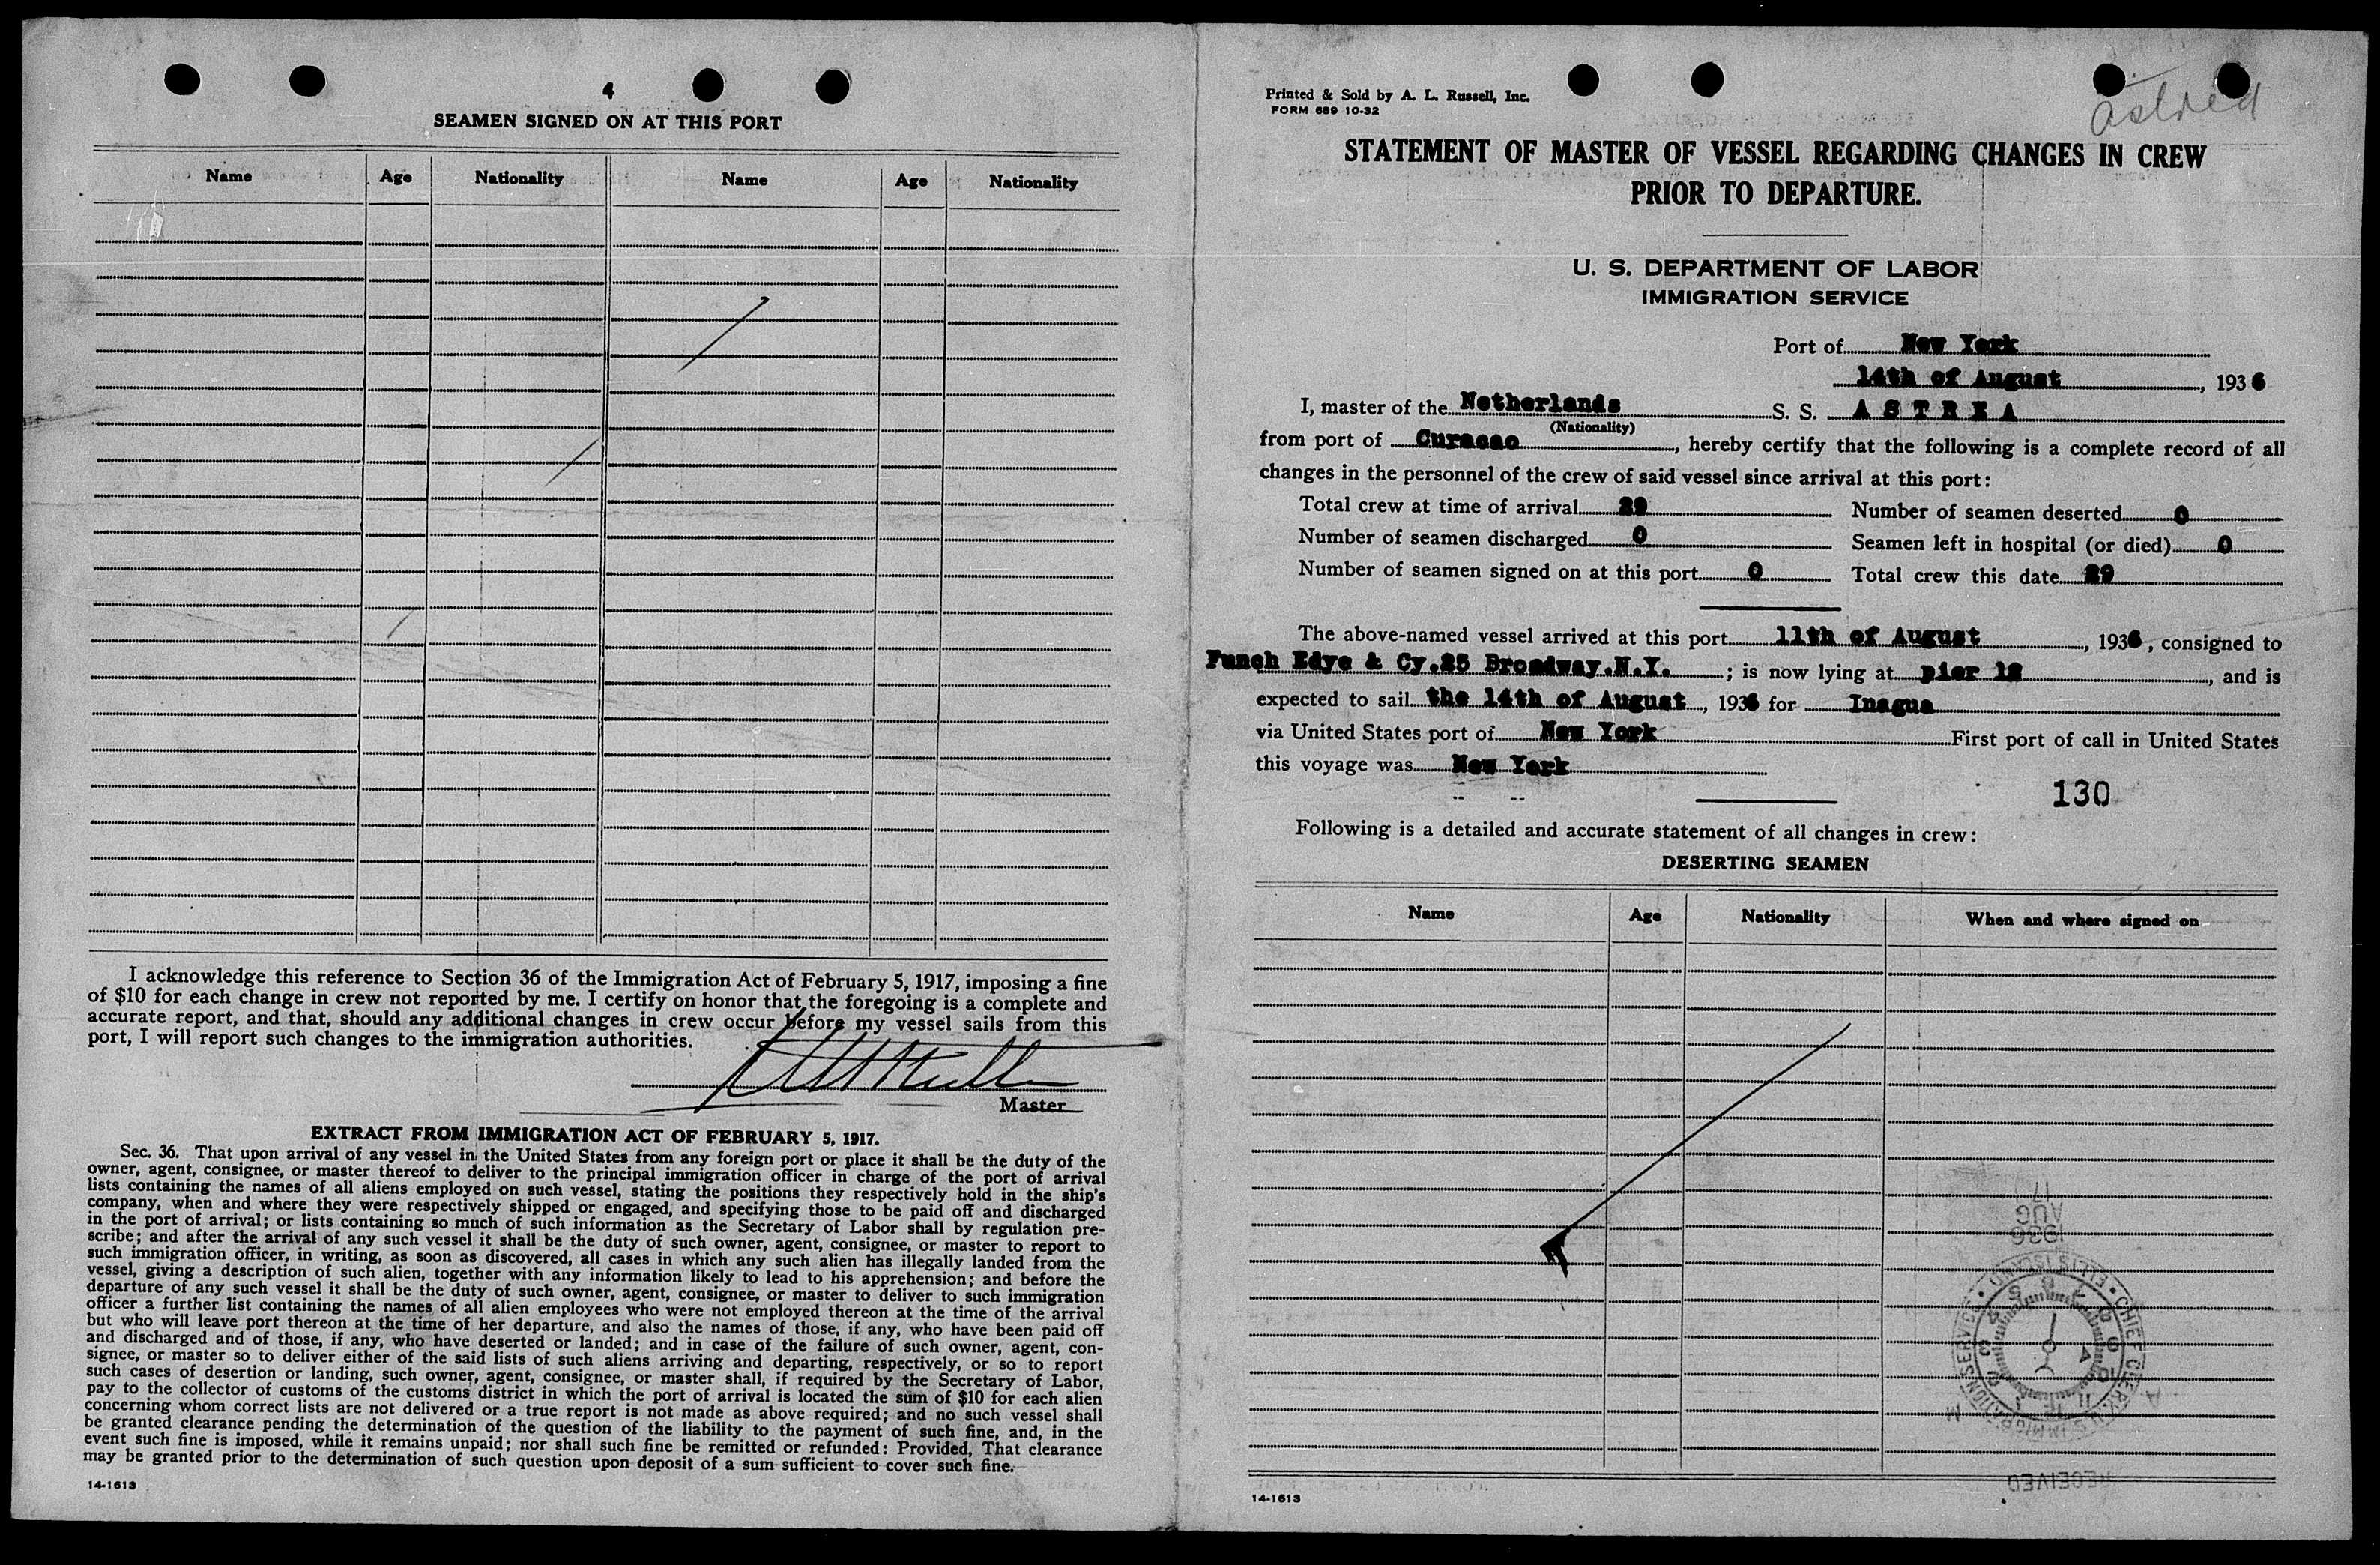 4
SEAMEN SIGNED ON AT THIS PORT
Name Age Nationality Name Age Nationality
I acknowledge this reference to Section 36 of the Immigration Act of February 5, 1917, imposing a fine
of $10 for each change in crew not reported by me. I certify on honor that the foregoing is a complete and
accurate report, and that, should any additional changes in crew occur before my vessel sails from this
port, I will report such changes to the immigration authorities.
Master
EXTRACT FROM IMMIGRATION ACT OF FEBRUARY 5, 1917.
Sec. 36. That upon arrival of any vessel in the United States from any foreign port or place it shall be the duty of the
owner, agent, consignee, or master thereof to deliver to the principal immigration officer in charge of the port of arrival
lists containing the names of all aliens employed on such vessel, stating the positions they respectively hold in the ship's
company, when and where they were respectively shipped or engaged, and specifying those to be paid off and discharged
in the port of arrival; or lists containing so much of such information as the Secretary of Labor shall by regulation pre-
scribe; and after the arrival of any such vessel it shall be the duty of such owner, agent, consignee, or master to report to
such immigration officer, in writing, as soon as discovered, all cases in which any such alien has illegally landed from the
vessel, giving a description of such alien, together with any information likely to lead to his apprehension; and before the
departure of any such vessel it shall be the duty of such owner, agent, consignee, or master to deliver to such immigration
officer a further list containing the names of all alien employees who were not employed thereon at the time of the arrival
but who will leave port thereon at the time of her departure, and also the names of those, if any, who have been paid off
and discharged and of those, if any, who have deserted or landed; and in case of the failure of such owner, agent, con-
signee, or master so to deliver either of the said lists of such aliens arriving and departing, respectively, or so to report
such cases of desertion or landing, such owner, agent, consignee, or master shall, if required by the Secretary of Labor,
pay to the collector of customs of the customs district in which the port of arrival is located the sum of $10 for each alien
concerning whom correct lists are not delivered or a true report is not made as above required; and no such vessel shall
be granted clearance pending the determination of the question of the liability to the payment of such fine, and, in the
event such fine is imposed, while it remains unpaid; nor shall such fine be remitted or refunded: Provided, That clearance
may be granted prior to the determination of such question upon deposit of a sum sufficient to cover such fine.
14-1613
Printed & Sold by A. L. Russell, Inc.
FORM 689 10-32
STATEMENT OF MASTER OF VESSEL REGARDING CHANGES IN CREW
PRIOR TO DEPARTURE.
U. S. DEPARTMENT OF LABOR
IMMIGRATION SERVICE
Port of New York
14th of August, 1936
I, master of the Netherlands S. S. ASTREA
(Nationality)
from port of Curacao, hereby certify that the following is a complete record of all
changes in the personnel of the crew of said vessel since arrival at this port:
Total crew at time of arrival 29 Number of seamen deserted 0
Number of seamen discharged 0 Seamen left in hospital (or died) 0
Number of seamen signed on at this port 0 Total crew this date 29
The above-named vessel arrived at this port 11th of August, 1936, consigned to
Funch Edye & Cy.25 Broadway.N.Y.; is now lying at pier 12, and is
expected to sail the 14th of August, 1936 for Inagua
via United States port of New York First port of call in United States
this voyage was New York
130
Following is a detailed and accurate statement of all changes in crew:
DESERTING SEAMEN
Name Age Nationality When and where signed on
17
AUG
1936
ELLIS ISLAND CHIEF CLERK U.S. IMMIGRATION SERVICE
RECEIVED
14-1613